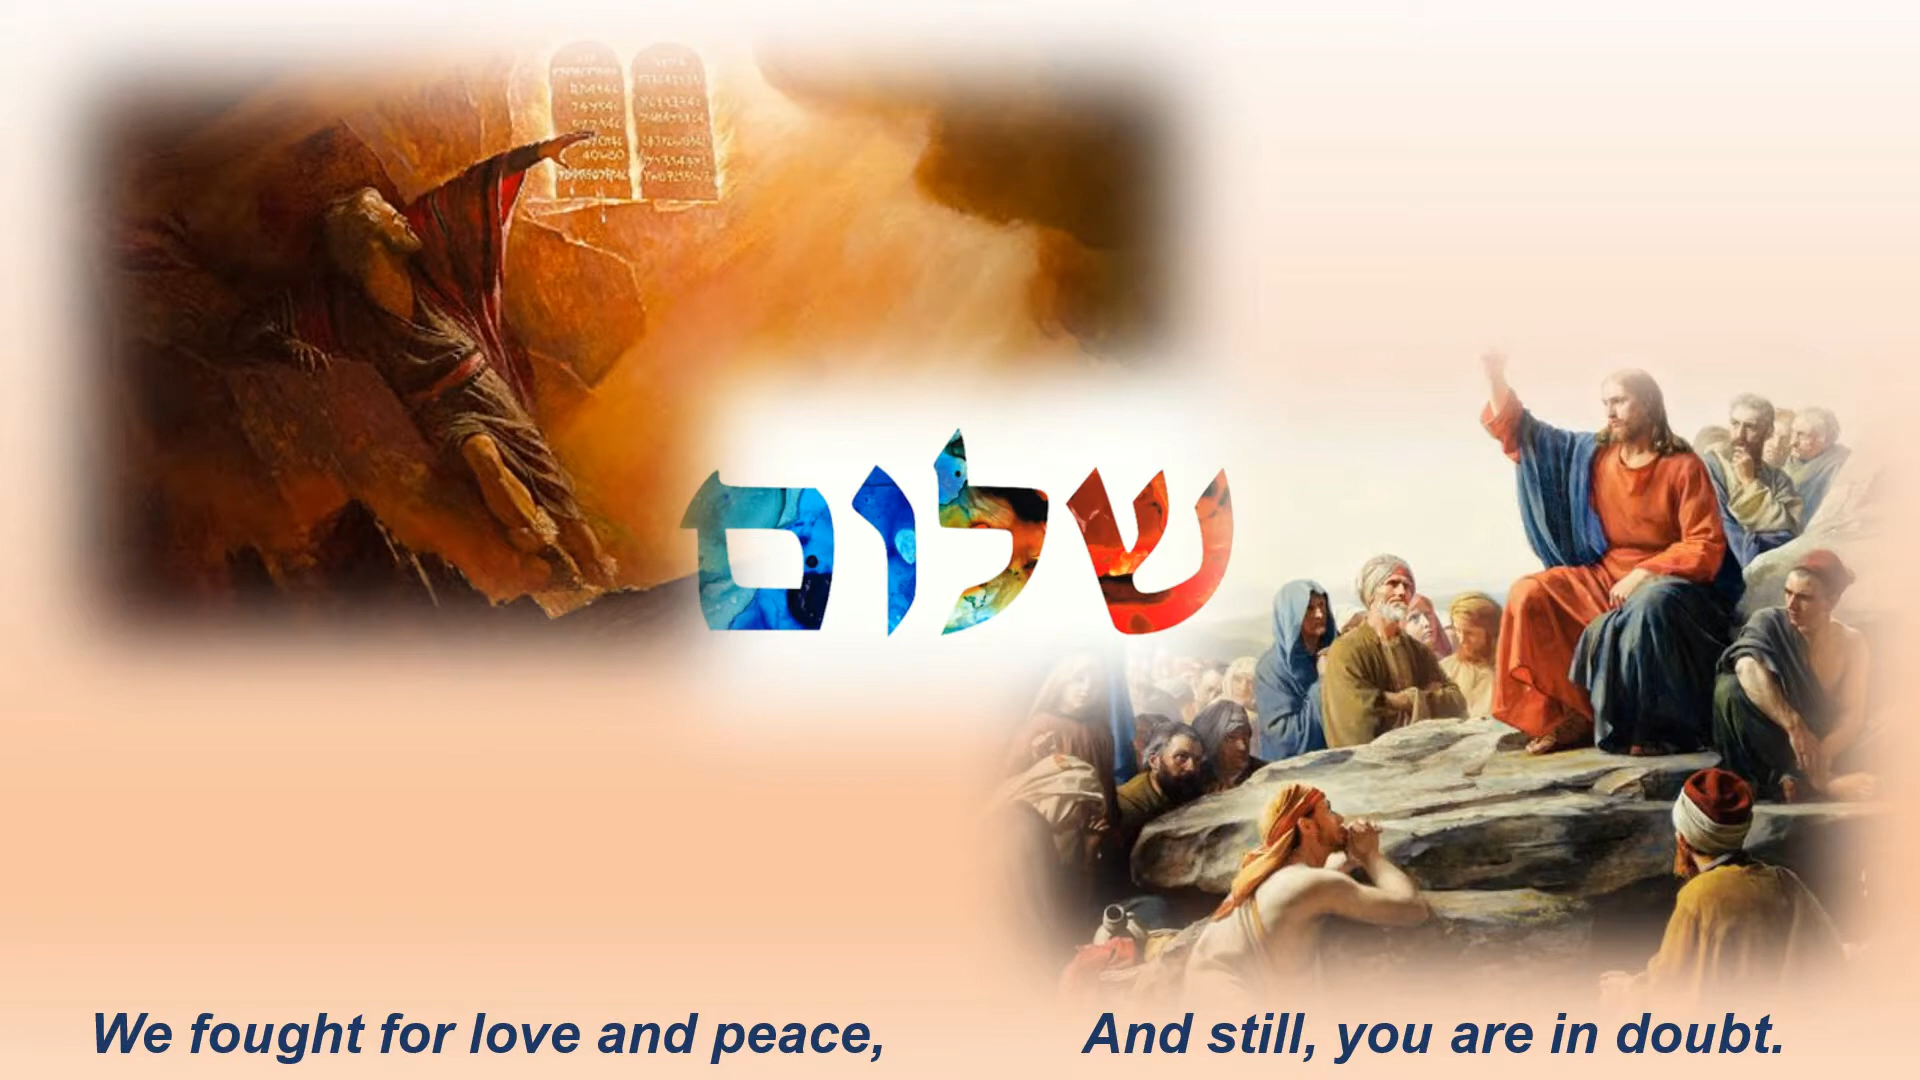 שלום
We fought for love and peace,
And still, you are in doubt.